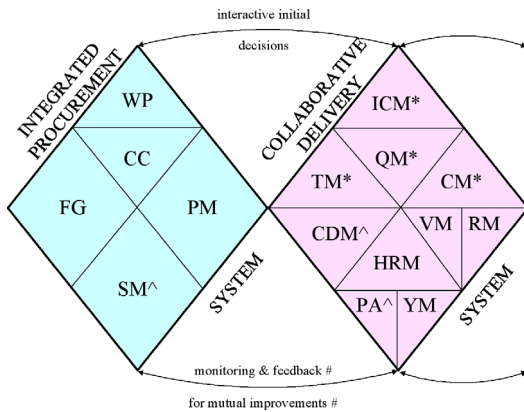 interactive initial
decisions
INTEGRATED
PROCUREMENT
SYSTEM
WP
CC
FG
PM
SM^
COLLABORATIVE
DELIVERY
SYSTEM
ICM*
QM*
TM*
CM*
CDM^
VM
RM
HRM
PA^
YM
monitoring & feedback #
for mutual improvements #